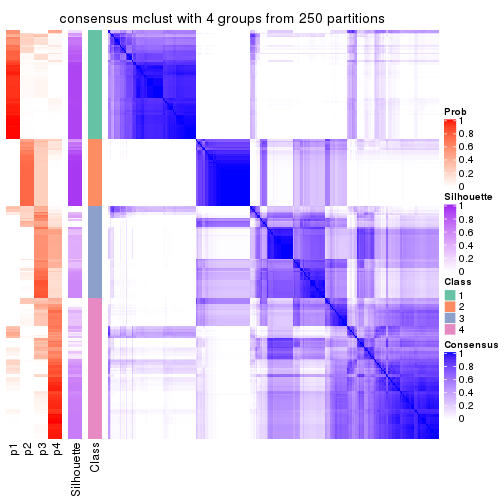 consensus mclust with 4 groups from 250 partitions
Prob
1
0.8
0.6
0.4
0.2
0
Silhouette
1
0.8
0.6
0.4
0.2
0
Class
1
2
3
4
Consensus
1
0.8
0.6
0.4
0.2
0
p1
p2
p3
p4
Silhouette
Class